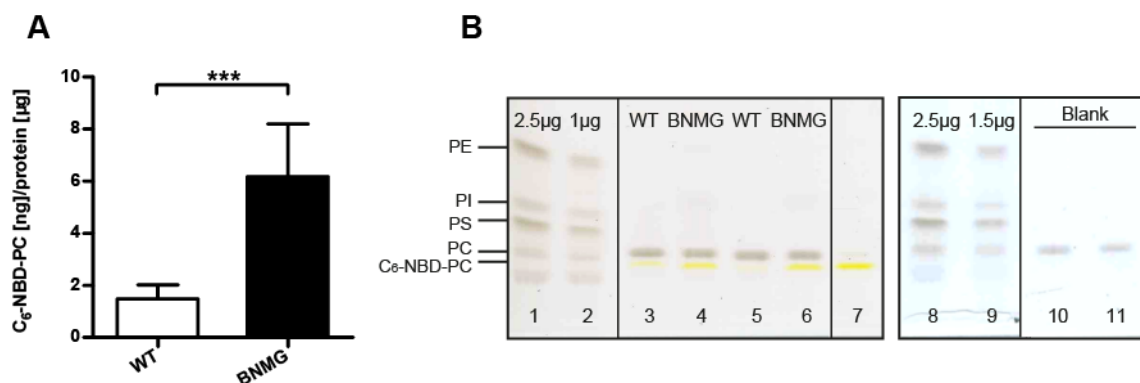 A
C₆-NBD-PC [ng]/protein [µg]
10
8
6
4
2
0
***
WT
BNMG
B
2.5µg 1µg WT BNMG WT BNMG
PE
PI
PS
PC
C₆-NBD-PC
1 2 3 4 5 6 7
2.5µg 1.5µg Blank
8 9 10 11